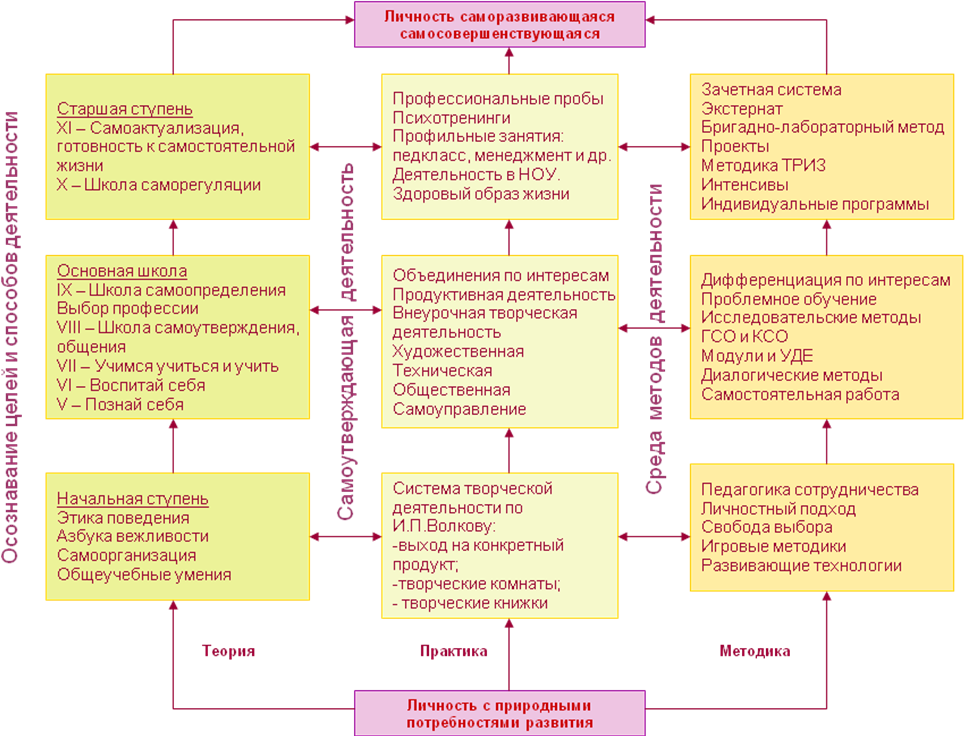 Личность саморазвивающаяся
самосовершенствующаяся
Осознавание целей и способов деятельности
Старшая ступень
XI – Самоактуализация,
готовность к самостоятельной
жизни
X – Школа саморегуляции
Основная школа
IX – Школа самоопределения
Выбор профессии
VIII – Школа самоутверждения,
общения
VII – Учимся учиться и учить
VI – Воспитай себя
V – Познай себя
Начальная ступень
Этика поведения
Азбука вежливости
Самоорганизация
Общеучебные умения
Теория
Самоутверждающая деятельность
Профессиональные пробы
Психотренинги
Профильные занятия:
педкласс, менеджмент и др.
Деятельность в НОУ.
Здоровый образ жизни
Объединения по интересам
Продуктивная деятельность
Внеурочная творческая
деятельность
Художественная
Техническая
Общественная
Самоуправление
Система творческой
деятельности по
И.П.Волкову:
-выход на конкретный
продукт;
-творческие комнаты;
- творческие книжки
Практика
Среда методов деятельности
Зачетная система
Экстернат
Бригадно-лабораторный метод
Проекты
Методика ТРИЗ
Интенсивы
Индивидуальные программы
Дифференциация по интересам
Проблемное обучение
Исследовательские методы
ГСО и КСО
Модули и УДЕ
Диалогические методы
Самостоятельная работа
Педагогика сотрудничества
Личностный подход
Свобода выбора
Игровые методики
Развивающие технологии
Методика
Личность с природными
потребностями развития